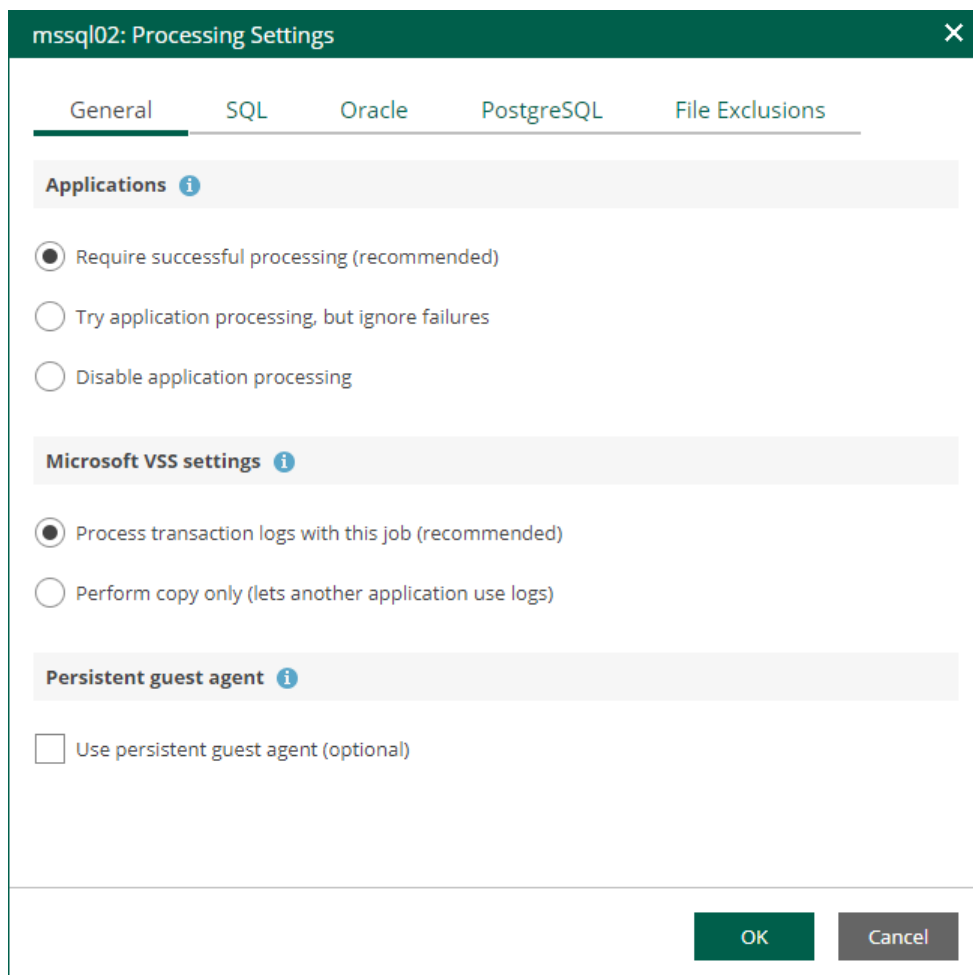 mssql02: Processing Settings
General SQL Oracle PostgreSQL File Exclusions
Applications
Require successful processing (recommended)
Try application processing, but ignore failures
Disable application processing
Microsoft VSS settings
Process transaction logs with this job (recommended)
Perform copy only (lets another application use logs)
Persistent guest agent
Use persistent guest agent (optional)
OK Cancel